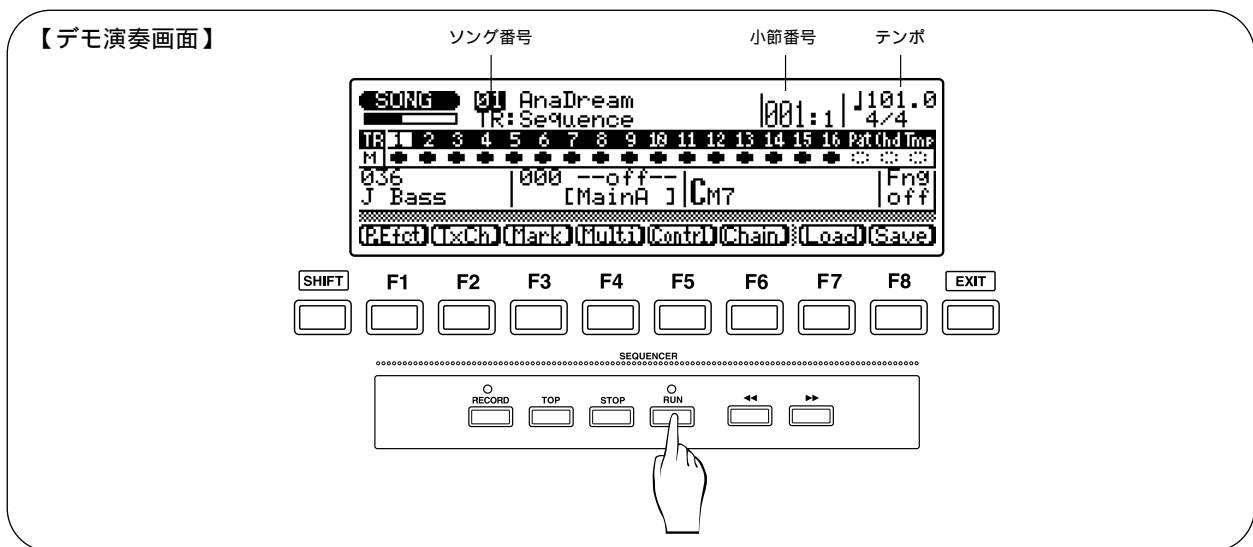 【デモ演奏画面】
ソング番号 小節番号 テンポ
SONG 01 AnaDream 001:1 ♩101.0
TR:Sequence 4/4
TR 1 2 3 4 5 6 7 8 9 10 11 12 13 14 15 16 Pat Chd Tmp
M
036 000 --off-- CM7 Fng
J Bass [MainA ] off
P.Efct TxCh Mark Multi Contrl Chain Load Save
SHIFT F1 F2 F3 F4 F5 F6 F7 F8 EXIT
SEQUENCER
RECORD TOP STOP RUN ◀◀ ▶▶